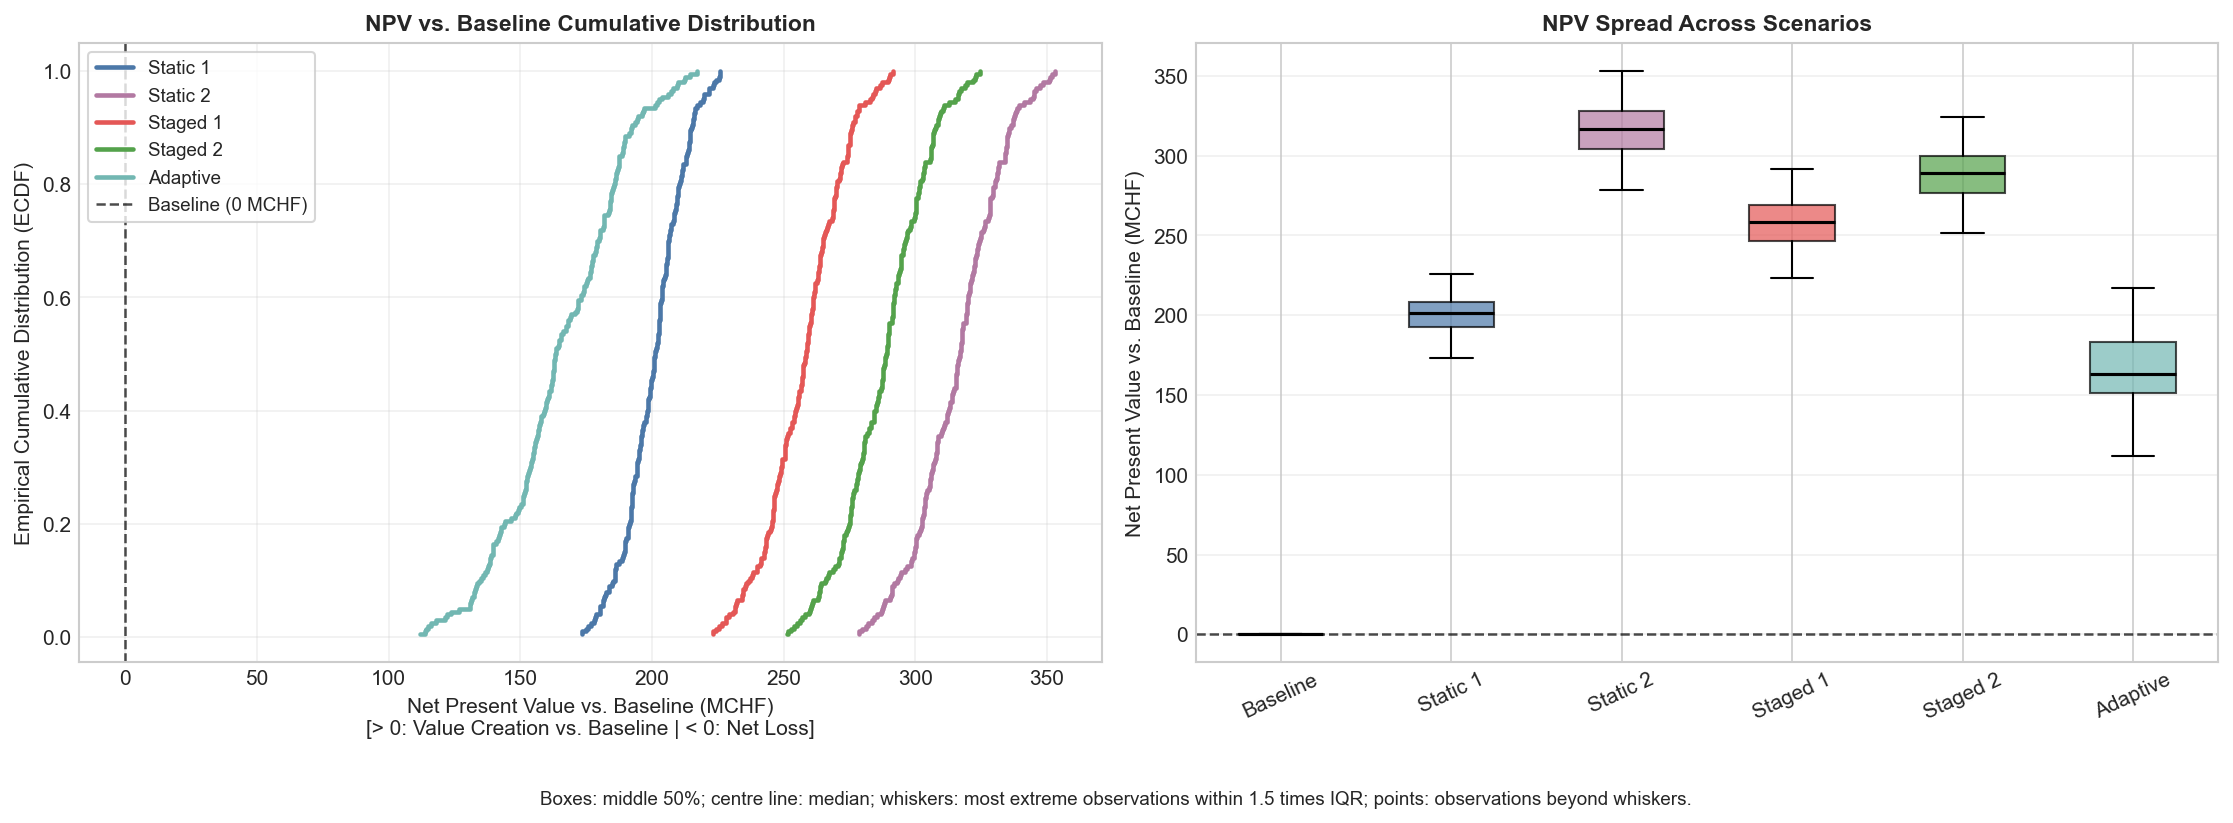 NPV vs. Baseline Cumulative Distribution
Static 1
Static 2
Staged 1
Staged 2
Adaptive
Baseline (0 MCHF)
Empirical Cumulative Distribution (ECDF)
1.0
0.8
0.6
0.4
0.2
0.0
0 50 100 150 200 250 300 350
Net Present Value vs. Baseline (MCHF)
[> 0: Value Creation vs. Baseline | < 0: Net Loss]
NPV Spread Across Scenarios
Net Present Value vs. Baseline (MCHF)
350
300
250
200
150
100
50
0
Baseline Static 1 Static 2 Staged 1 Staged 2 Adaptive
Boxes: middle 50%; centre line: median; whiskers: most extreme observations within 1.5 times IQR; points: observations beyond whiskers.